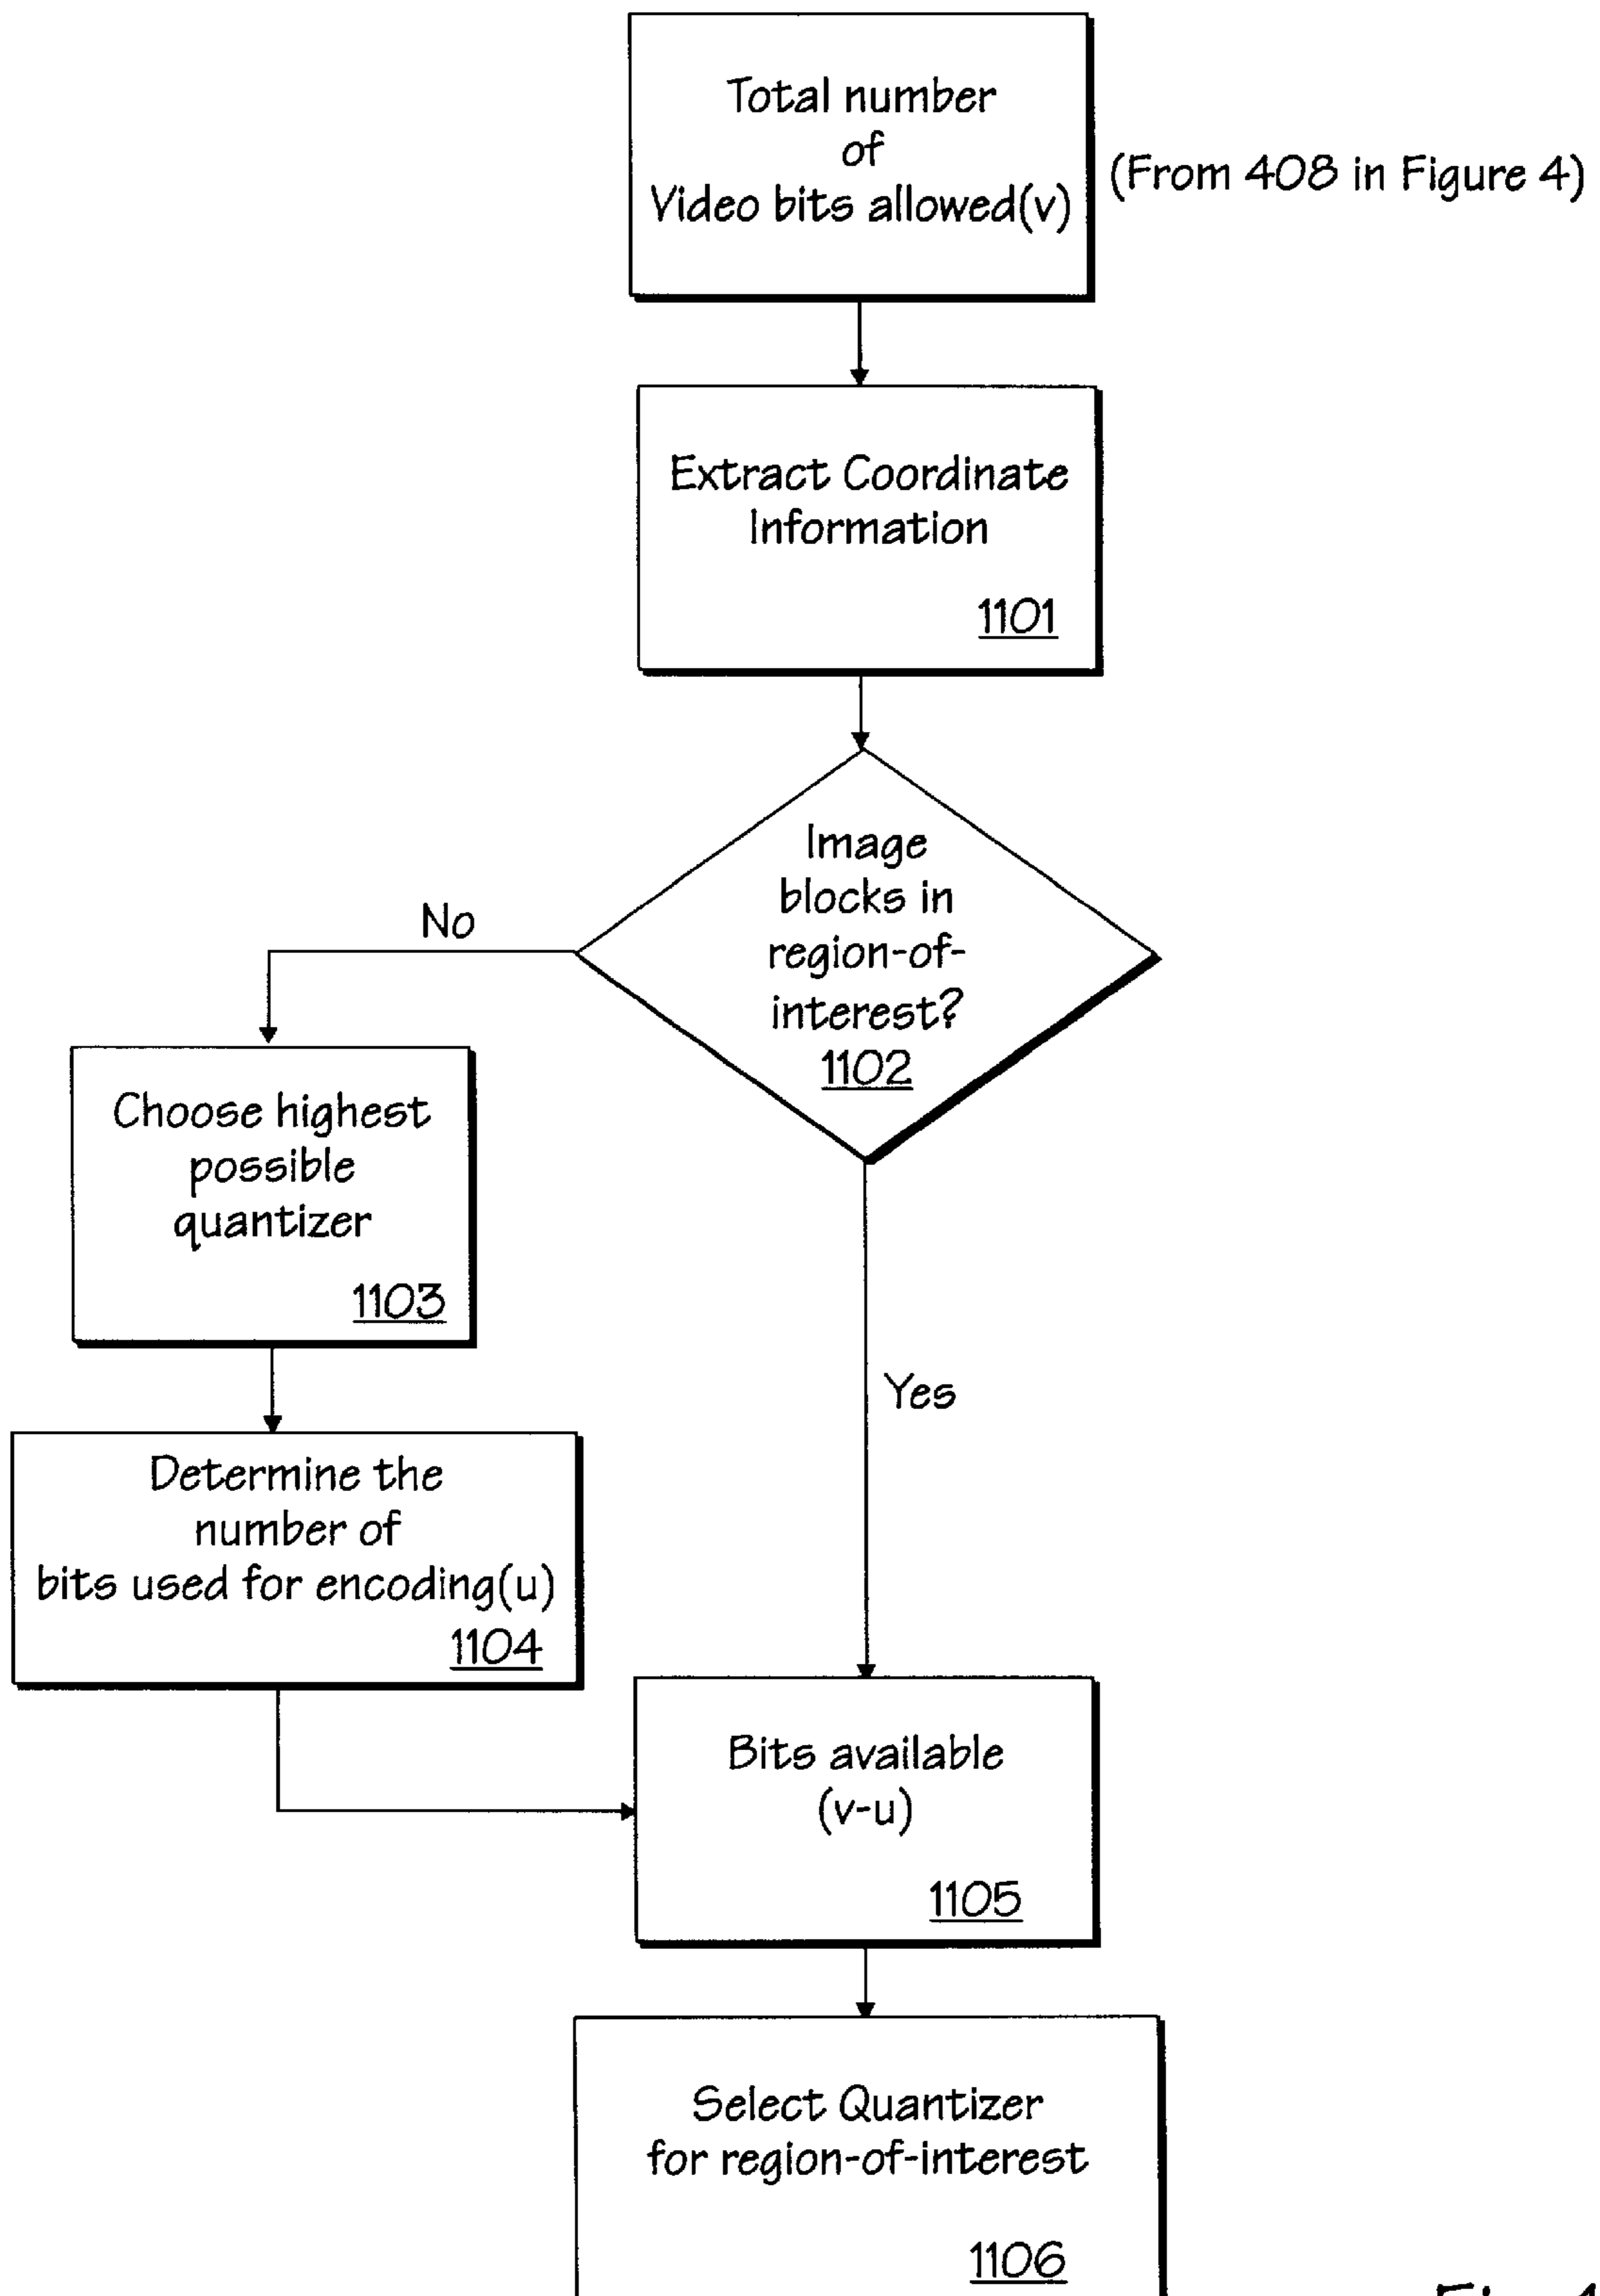 Total number
of
Video bits allowed(v)
(From 408 in Figure 4)
Extract Coordinate
Information
1101
Image
blocks in
region-of-
interest?
1102
No
Choose highest
possible
quantizer
1103
Yes
Determine the
number of
bits used for encoding(u)
1104
Bits available
(v-u)
1105
Select Quantizer
for region-of-interest
1106